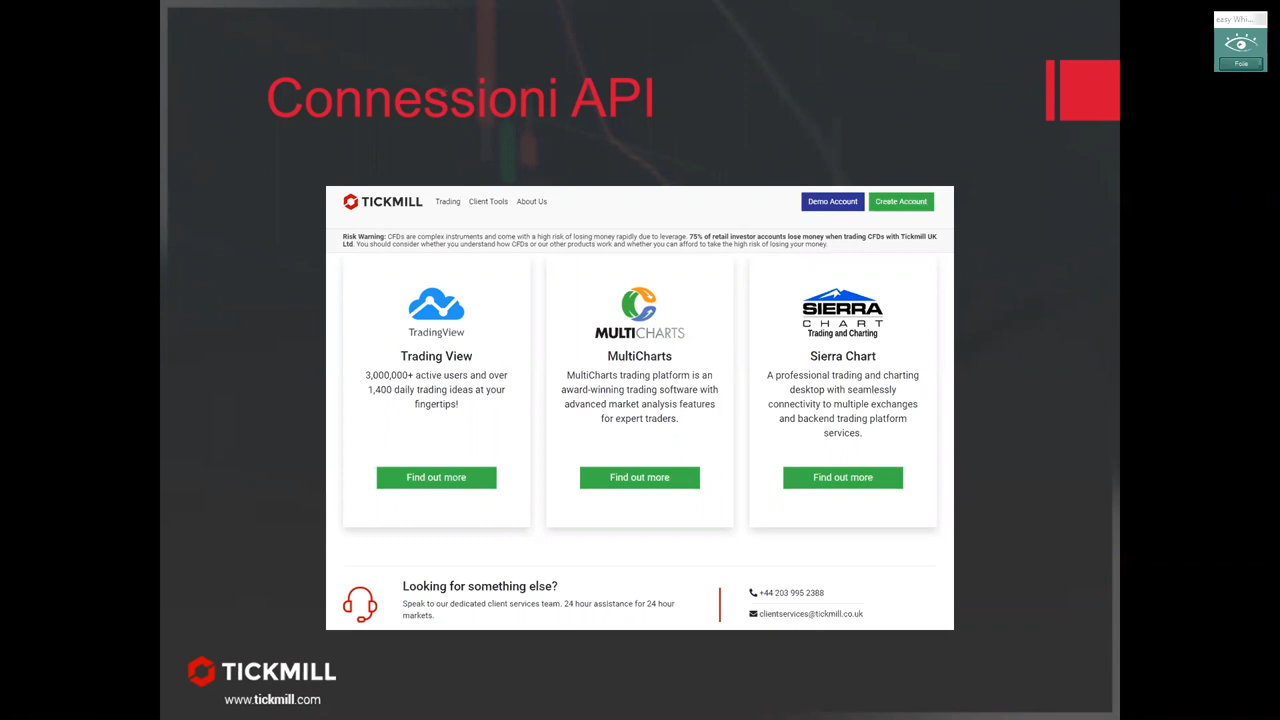 easy Whi...
Foia
Connessioni API
TICKMILL Trading Client Tools About Us Demo Account Create Account
Risk Warning: CFDs are complex instruments and come with a high risk of losing money rapidly due to leverage. 75% of retail investor accounts lose money when trading CFDs with Tickmill UK
Ltd. You should consider whether you understand how CFDs or our other products work and whether you can afford to take the high risk of losing your money.
TradingView
Trading View
3,000,000+ active users and over
1,400 daily trading ideas at your
fingertips!
Find out more
MULTICHARTS
MultiCharts
MultiCharts trading platform is an
award-winning trading software with
advanced market analysis features
for expert traders.
Find out more
SIERRA
CHART
Trading and Charting
Sierra Chart
A professional trading and charting
desktop with seamlessly
connectivity to multiple exchanges
and backend trading platform
services.
Find out more
Looking for something else?
Speak to our dedicated client services team. 24 hour assistance for 24 hour
markets.
+44 203 995 2388
clientservices@tickmill.co.uk
TICKMILL
www.tickmill.com